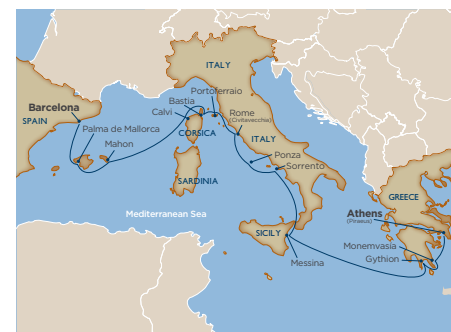 ITALY
Portoferraio
Bastia
Barcelona
Calvi
Rome
(Civitavecchia)
SPAIN
Palma de Mallorca
CORSICA
ITALY
Mahon
Ponza
Sorrento
SARDINIA
GREECE
Mediterranean Sea
Athens
(Piraeus)
SICILY
Monemvasia
Messina
Gythion